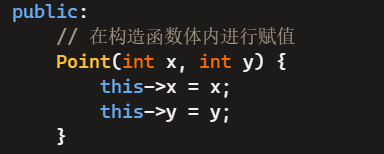 public:
// 在构造函数体内进行赋值
Point(int x, int y) {
this->x = x;
this->y = y;
}